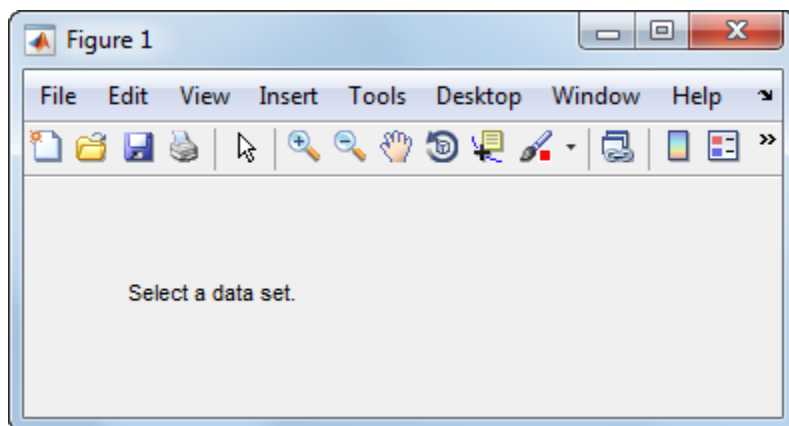 Figure 1
File Edit View Insert Tools Desktop Window Help
Select a data set.